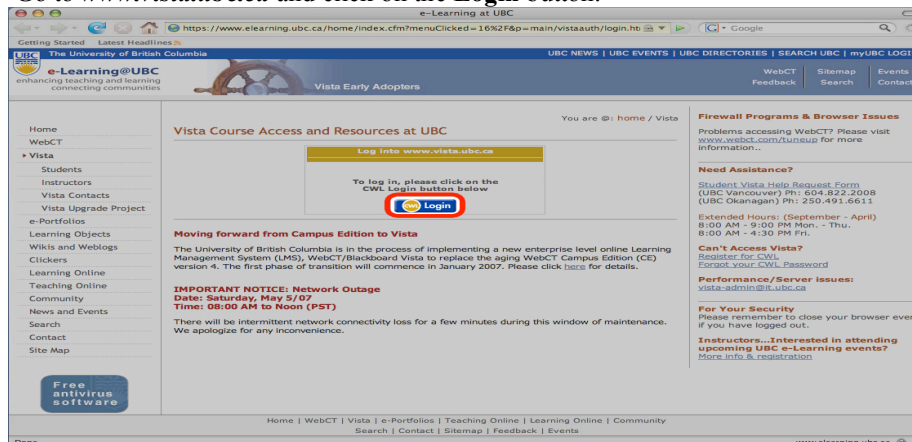 e-Learning at UBC
https://www.elearning.ubc.ca/home/index.cfm?menuClicked=16%2F&p=main/vistaauth/login.ht
Google
Getting Started Latest Headlines
UBC The University of British Columbia
UBC NEWS | UBC EVENTS | UBC DIRECTORIES | SEARCH UBC | myUBC LOGI
e-Learning@UBC
enhancing teaching and learning
connecting communities
Vista Early Adopters
WebCT Sitemap Events
Feedback Search Contact
You are @: home / Vista
Home
WebCT
Vista
Students
Instructors
Vista Contacts
Vista Upgrade Project
e-Portfolios
Learning Objects
Wikis and Weblogs
Clickers
Learning Online
Teaching Online
Community
News and Events
Search
Contact
Site Map
Free
antivirus
software
Vista Course Access and Resources at UBC
Log into www.vista.ubc.ca
To log in, please click on the
CWL Login button below
CWL Login
Moving forward from Campus Edition to Vista
The University of British Columbia is in the process of implementing a new enterprise level online Learning
Management System (LMS), WebCT/Blackboard Vista to replace the aging WebCT Campus Edition (CE)
version 4. The first phase of transition will commence in January 2007. Please click here for details.
IMPORTANT NOTICE: Network Outage
Date: Saturday, May 5/07
Time: 08:00 AM to Noon (PST)
There will be intermittent network connectivity loss for a few minutes during this window of maintenance.
We apologize for any inconvenience.
Firewall Programs & Browser Issues
Problems accessing WebCT? Please visit
www.webct.com/tuneup for more
information..
Need Assistance?
Student Vista Help Request Form
(UBC Vancouver) Ph: 604.822.2008
(UBC Okanagan) Ph: 250.491.6611
Extended Hours: (September - April)
8:00 AM - 9:00 PM Mon. - Thu.
8:00 AM - 4:30 PM Fri.
Can't Access Vista?
Register for CWL
Forgot your CWL Password
Performance/Server issues:
vista-admin@it.ubc.ca
For Your Security
Please remember to close your browser ever
if you have logged out.
Instructors...Interested in attending
upcoming UBC e-Learning events?
More info & registration
Home | WebCT | Vista | e-Portfolios | Teaching Online | Learning Online | Community
Search | Contact | Sitemap | Feedback | Events